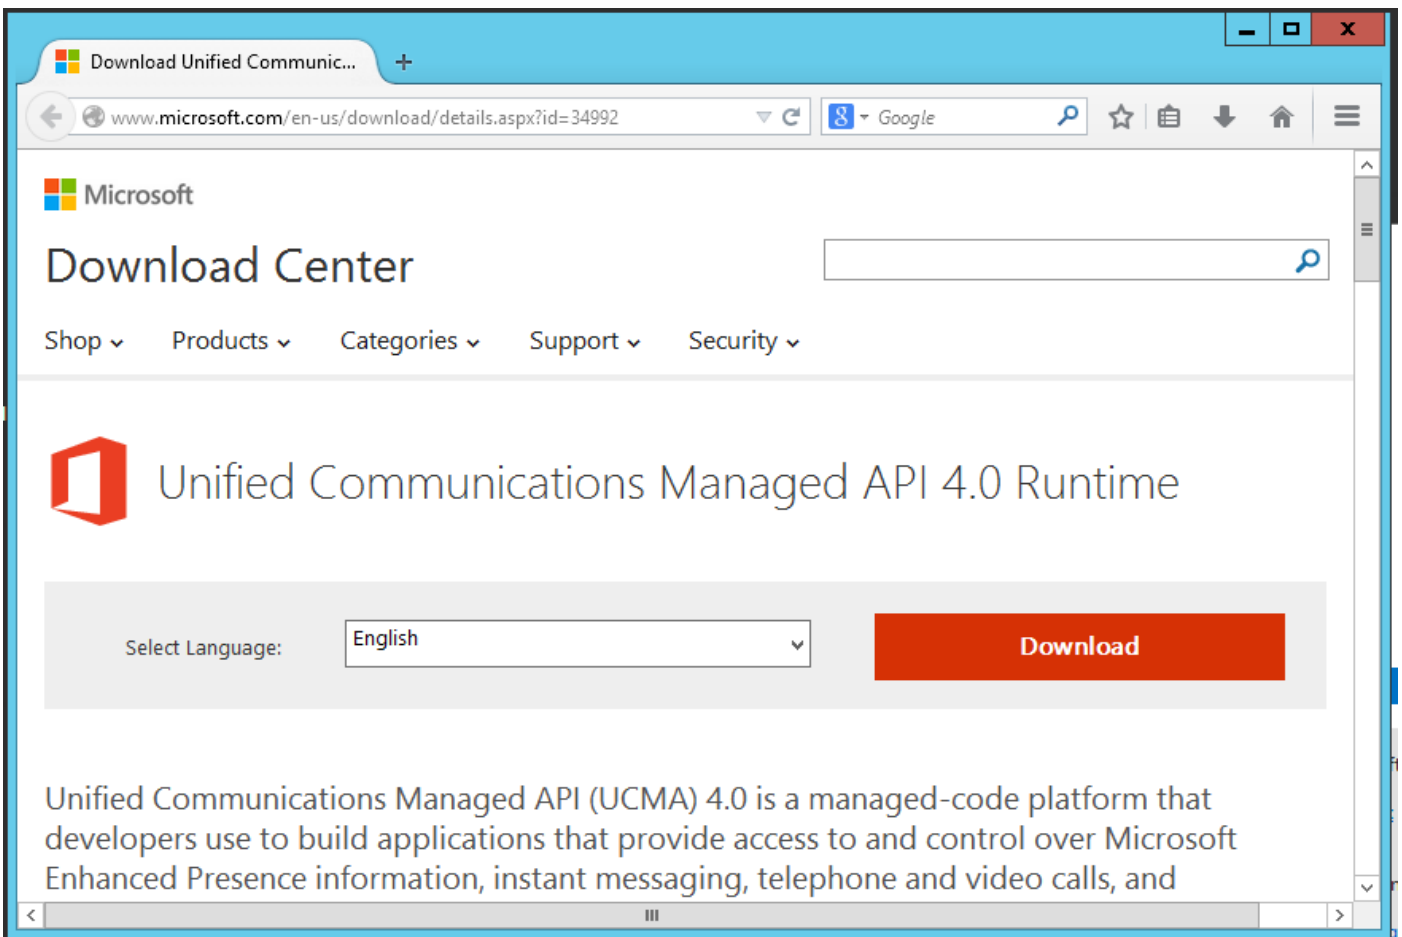 Download Unified Communic...
www.microsoft.com/en-us/download/details.aspx?id=34992
Google
Microsoft
Download Center
Shop Products Categories Support Security
Unified Communications Managed API 4.0 Runtime
Select Language: English Download
Unified Communications Managed API (UCMA) 4.0 is a managed-code platform that
developers use to build applications that provide access to and control over Microsoft
Enhanced Presence information, instant messaging, telephone and video calls, and